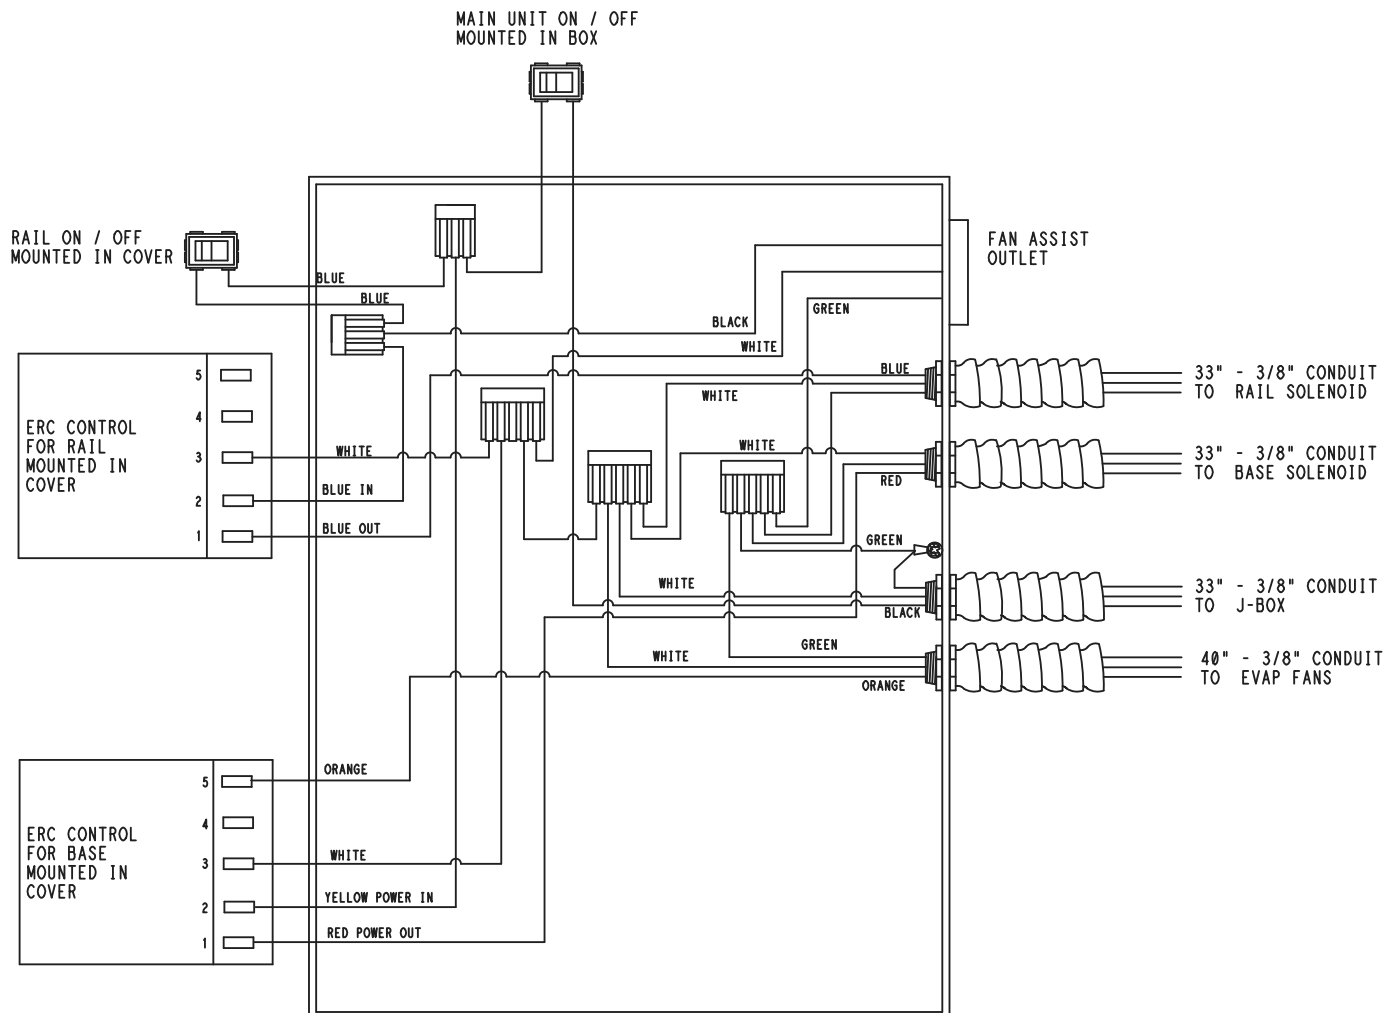 MAIN UNIT ON / OFF
MOUNTED IN BOX
RAIL ON / OFF
MOUNTED IN COVER
FAN ASSIST
OUTLET
BLUE
BLUE
GREEN
BLACK
WHITE
BLUE
WHITE
33" - 3/8" CONDUIT
TO RAIL SOLENOID
ERC CONTROL
FOR RAIL
MOUNTED IN
COVER
5
4
3
2
1
WHITE
BLUE IN
BLUE OUT
WHITE
RED
33" - 3/8" CONDUIT
TO BASE SOLENOID
GREEN
WHITE
BLACK
33" - 3/8" CONDUIT
TO J-BOX
GREEN
WHITE
ORANGE
40" - 3/8" CONDUIT
TO EVAP FANS
ERC CONTROL
FOR BASE
MOUNTED IN
COVER
5
4
3
2
1
ORANGE
WHITE
YELLOW POWER IN
RED POWER OUT